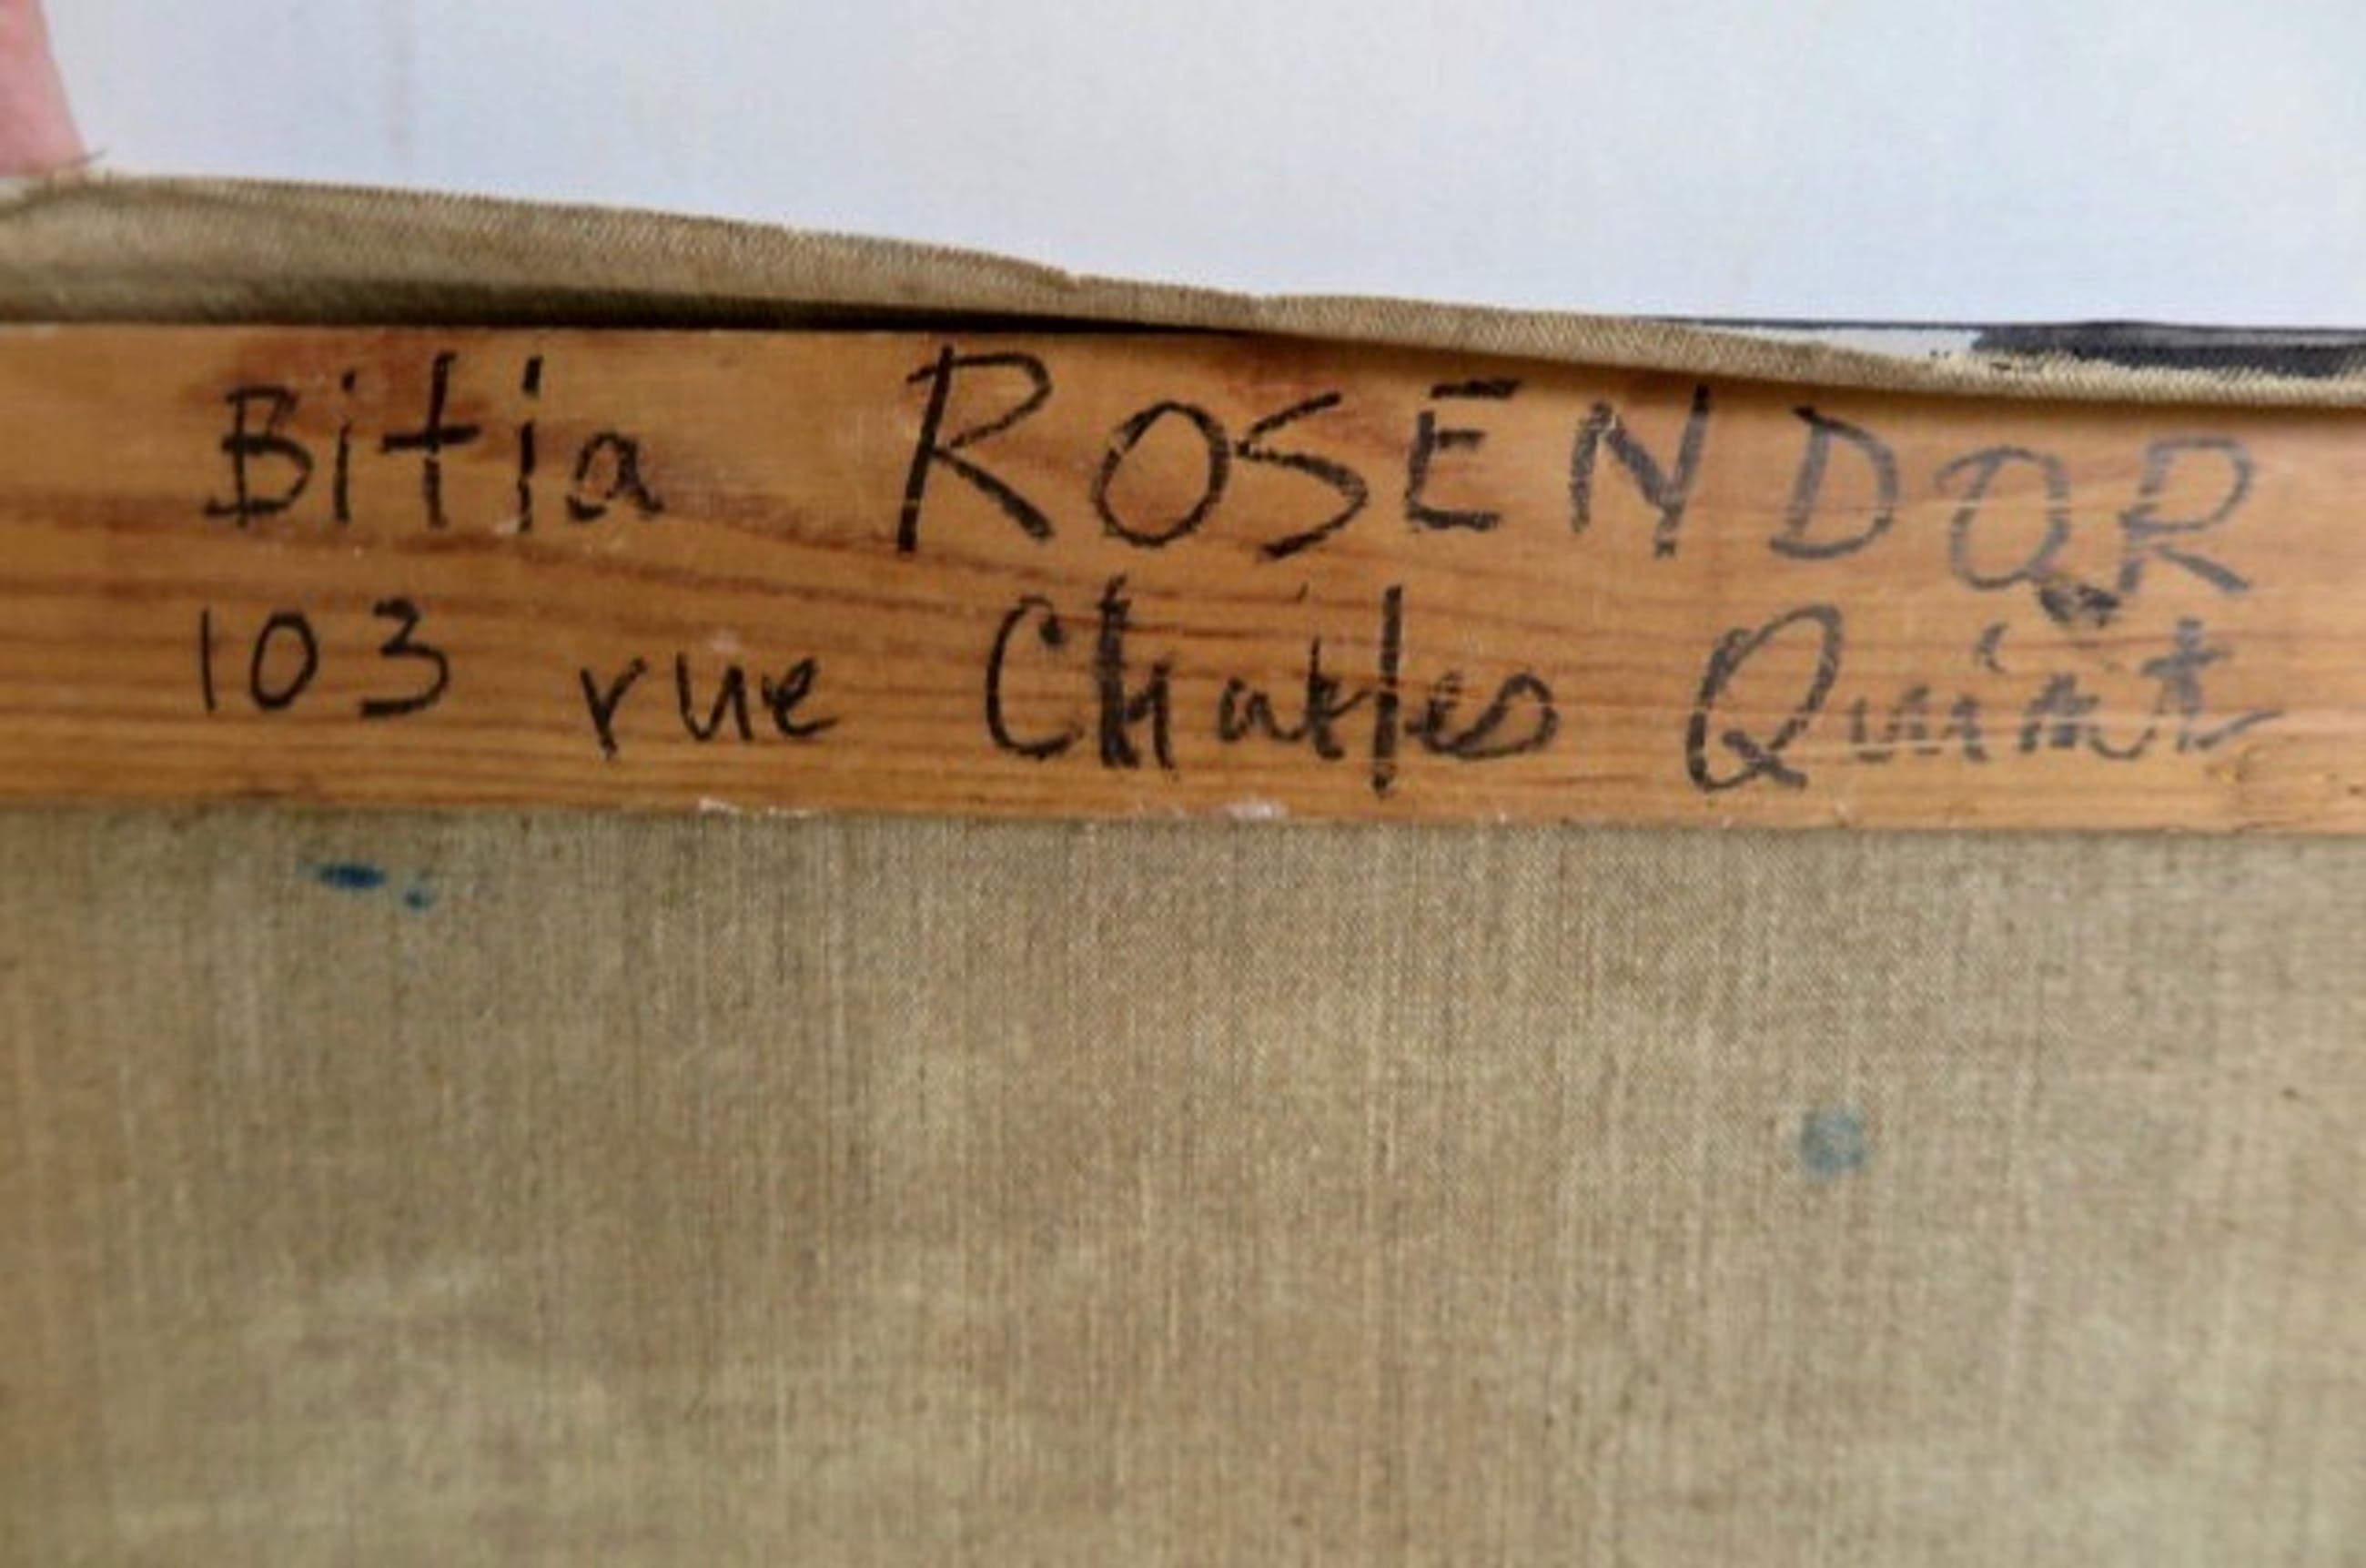 Bitia ROSENDOR
103 rue Charles Quint